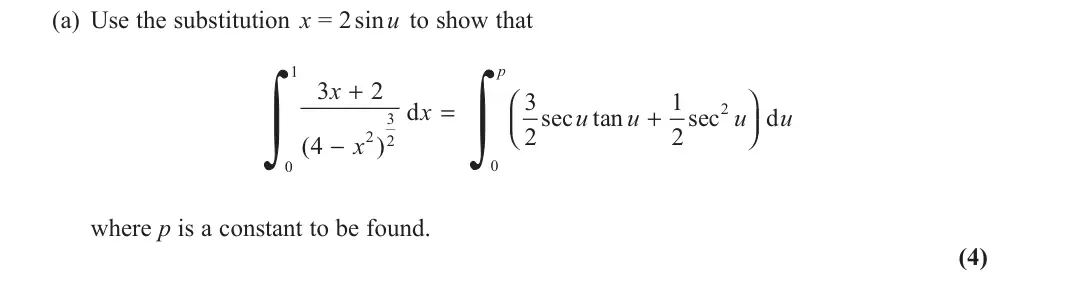 (a) Use the substitution x = 2 sin u to show that
∫₀¹ (3x + 2)/(4 − x²)^(3/2) dx = ∫₀ᵖ (3/2 sec u tan u + 1/2 sec² u) du
where p is a constant to be found.
(4)